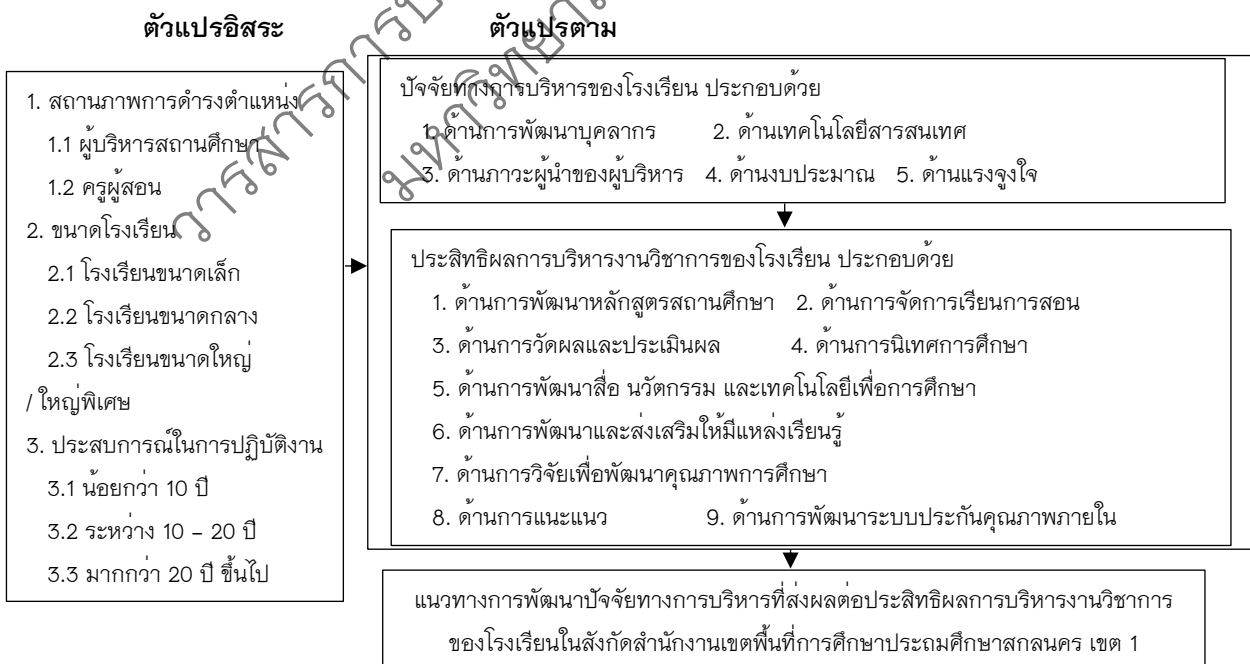 ตัวแปรอิสระ
ตัวแปรตาม
1. สถานภาพการดำรงตำแหน่ง
1.1 ผู้บริหารสถานศึกษา
1.2 ครูผู้สอน
2. ขนาดโรงเรียน
2.1 โรงเรียนขนาดเล็ก
2.2 โรงเรียนขนาดกลาง
2.3 โรงเรียนขนาดใหญ่
/ ใหญ่พิเศษ
3. ประสบการณ์ในการปฏิบัติงาน
3.1 น้อยกว่า 10 ปี
3.2 ระหว่าง 10 – 20 ปี
3.3 มากกว่า 20 ปี ขึ้นไป
ปัจจัยทางการบริหารของโรงเรียน ประกอบด้วย
1. ด้านการพัฒนาบุคลากร 2. ด้านเทคโนโลยีสารสนเทศ
3. ด้านภาวะผู้นำของผู้บริหาร 4. ด้านงบประมาณ 5. ด้านแรงจูงใจ
ประสิทธิผลการบริหารงานวิชาการของโรงเรียน ประกอบด้วย
1. ด้านการพัฒนาหลักสูตรสถานศึกษา 2. ด้านการจัดการเรียนการสอน
3. ด้านการวัดผลและประเมินผล 4. ด้านการนิเทศการศึกษา
5. ด้านการพัฒนาสื่อ นวัตกรรม และเทคโนโลยีเพื่อการศึกษา
6. ด้านการพัฒนาและส่งเสริมให้มีแหล่งเรียนรู้
7. ด้านการวิจัยเพื่อพัฒนาคุณภาพการศึกษา
8. ด้านการแนะแนว 9. ด้านการพัฒนาระบบประกันคุณภาพภายใน
แนวทางการพัฒนาปัจจัยทางการบริหารที่ส่งผลต่อประสิทธิผลการบริหารงานวิชาการ
ของโรงเรียนในสังกัดสำนักงานเขตพื้นที่การศึกษาประถมศึกษาสกลนคร เขต 1